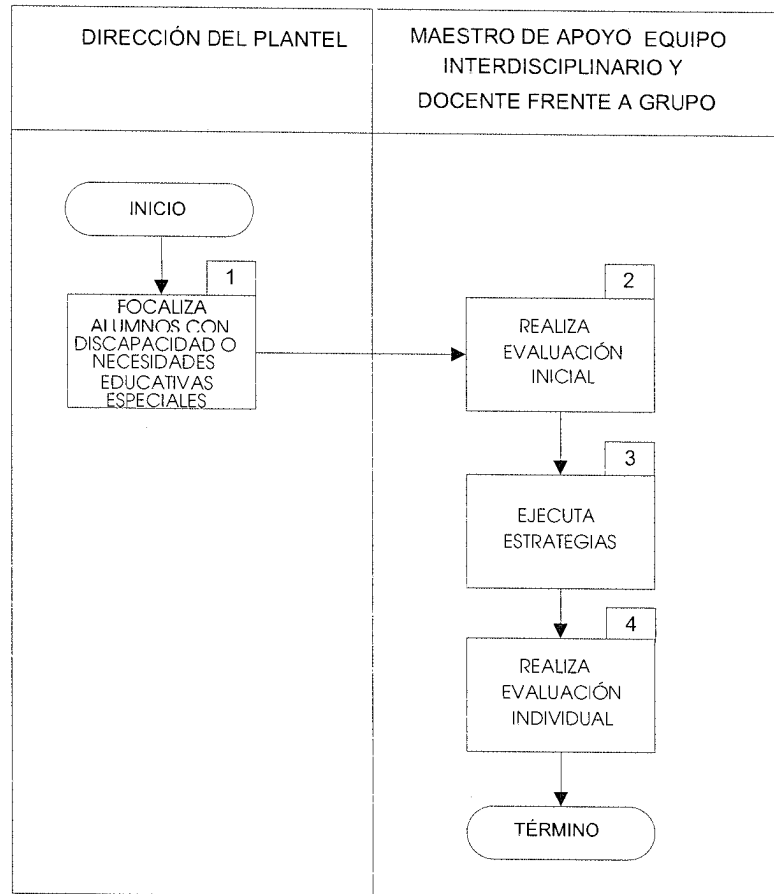 DIRECCIÓN DEL PLANTEL
MAESTRO DE APOYO EQUIPO
INTERDISCIPLINARIO Y
DOCENTE FRENTE A GRUPO
INICIO
1
FOCALIZA
ALUMNOS CON
DISCAPACIDAD O
NECESIDADES
EDUCATIVAS
ESPECIALES
2
REALIZA
EVALUACIÓN
INICIAL
3
EJECUTA
ESTRATEGIAS
4
REALIZA
EVALUACIÓN
INDIVIDUAL
TÉRMINO